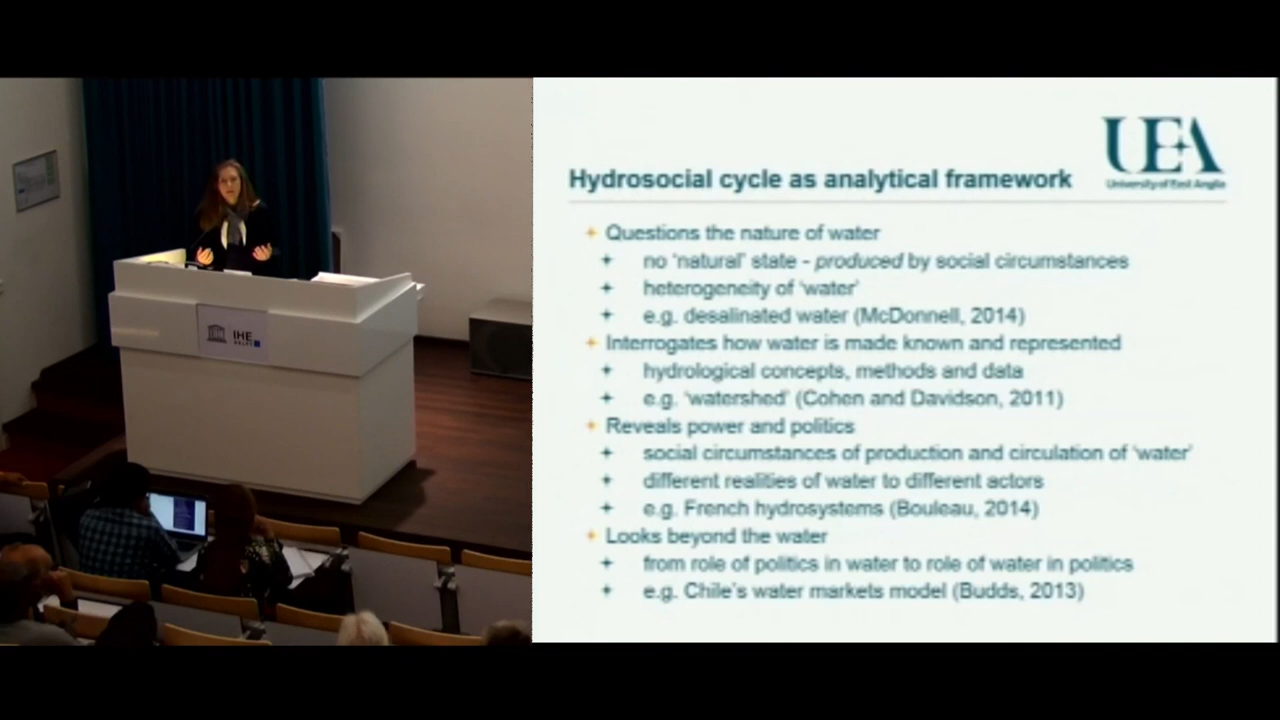 IHE
DELFT
UEA
University of East Anglia
Hydrosocial cycle as analytical framework
Questions the nature of water
no ‘natural’ state - produced by social circumstances
heterogeneity of ‘water’
e.g. desalinated water (McDonnell, 2014)
Interrogates how water is made known and represented
hydrological concepts, methods and data
e.g. ‘watershed’ (Cohen and Davidson, 2011)
Reveals power and politics
social circumstances of production and circulation of ‘water’
different realities of water to different actors
e.g. French hydrosystems (Bouleau, 2014)
Looks beyond the water
from role of politics in water to role of water in politics
e.g. Chile’s water markets model (Budds, 2013)